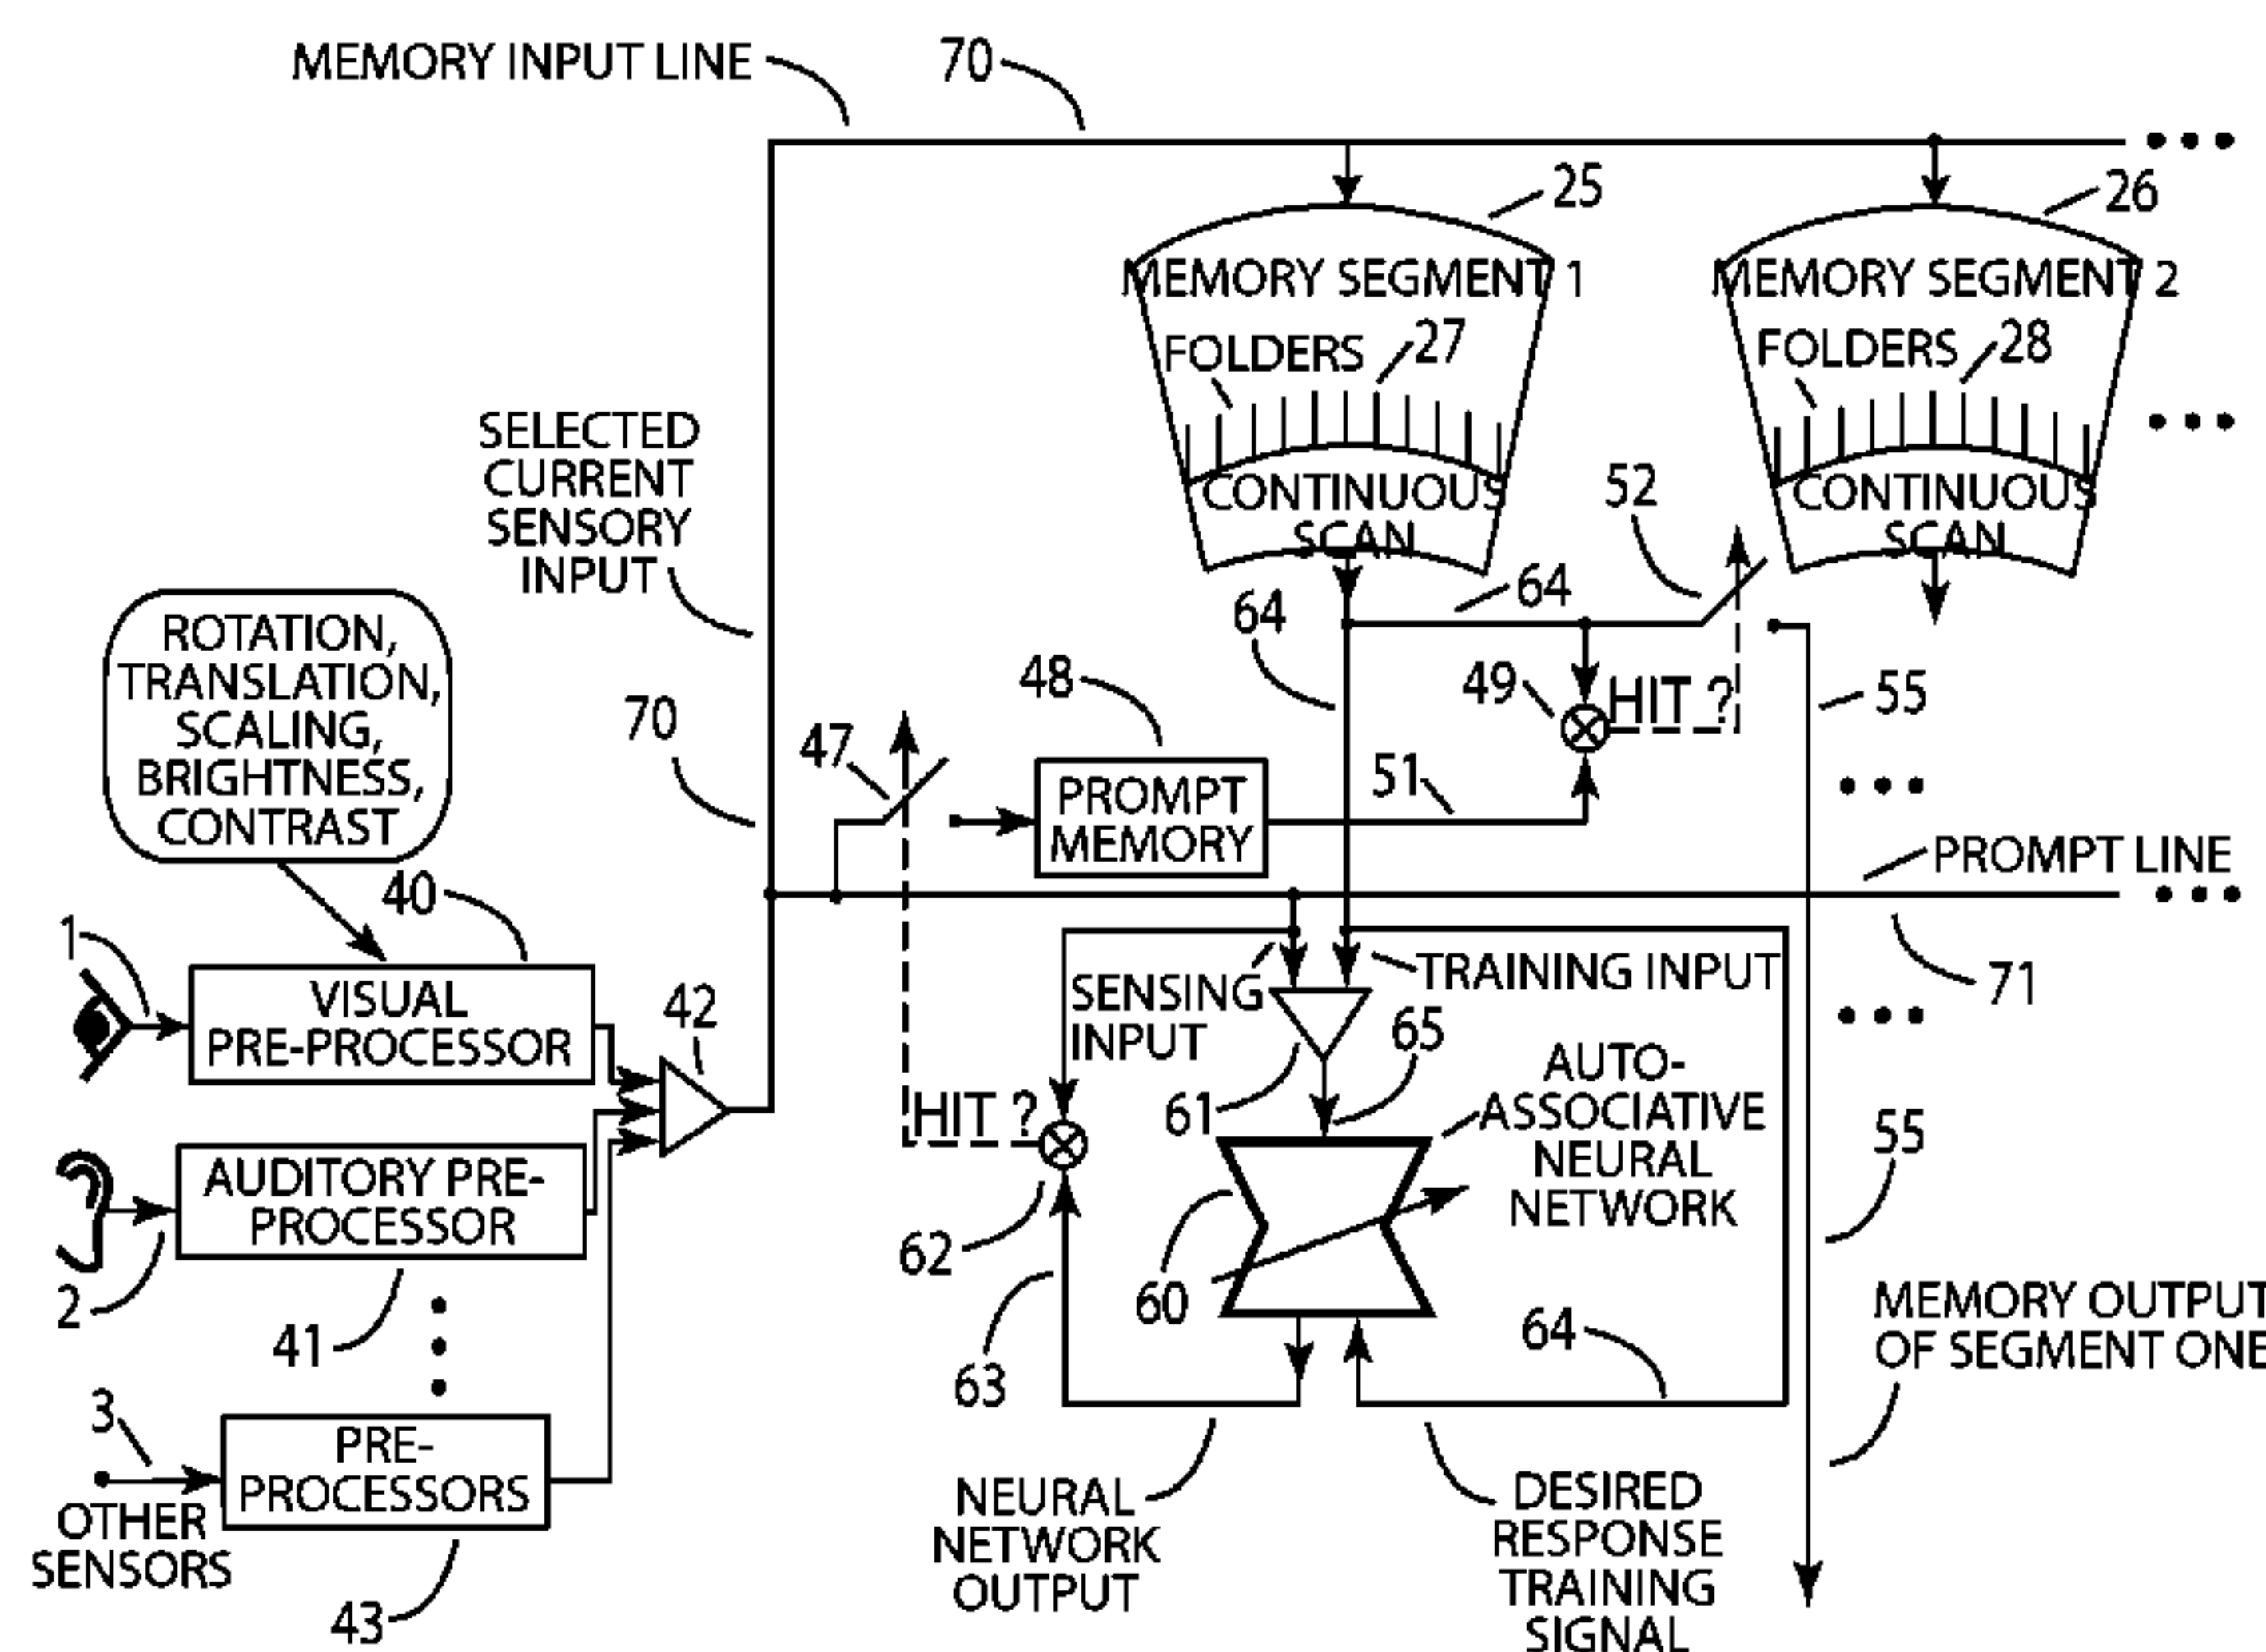 MEMORY INPUT LINE
70
25
26
MEMORY SEGMENT 1
MEMORY SEGMENT 2
FOLDERS
27
FOLDERS
28
CONTINUOUS
SCAN
CONTINUOUS
SCAN
SELECTED
CURRENT
SENSORY
INPUT
52
64
64
ROTATION,
TRANSLATION,
SCALING,
BRIGHTNESS,
CONTRAST
70
48
49
HIT ?
55
47
51
PROMPT
MEMORY
PROMPT LINE
40
1
VISUAL
PRE-PROCESSOR
42
SENSING
INPUT
TRAINING INPUT
71
65
61
AUTO-
ASSOCIATIVE
NEURAL
NETWORK
HIT ?
55
AUDITORY PRE-
PROCESSOR
2
41
62
60
63
64
MEMORY OUTPUT
OF SEGMENT ONE
3
PRE-
PROCESSORS
OTHER
SENSORS
43
NEURAL
NETWORK
OUTPUT
DESIRED
RESPONSE
TRAINING
SIGNAL